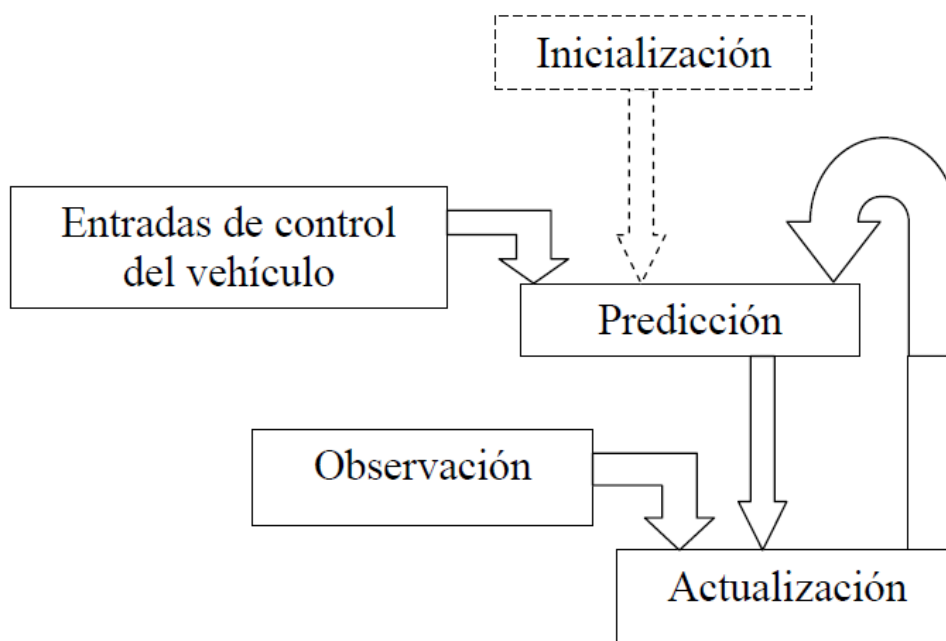 Inicialización
Entradas de control
del vehículo
Predicción
Observación
Actualización